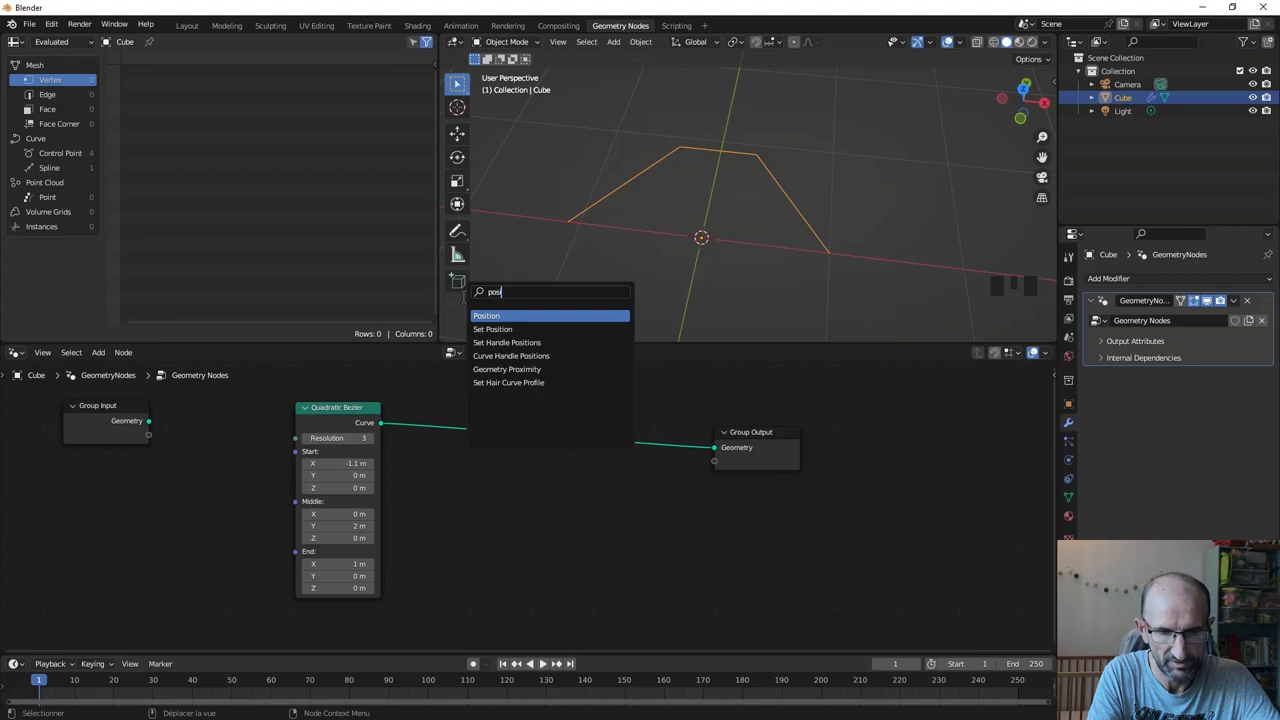 Blender
File Edit Render Window Help Layout Modeling Sculpting UV Editing Texture Paint Shading Animation Rendering Compositing Geometry Nodes Scripting + Scene ViewLayer
Evaluated Cube Object Mode View Select Add Object Global
Options
Mesh
Vertex 0
Edge 0
Face 0
Face Corner 0
Curve
Control Point 4
Spline 1
Point Cloud
Point 0
Volume Grids 0
Instances 0
Rows: 0 Columns: 0
User Perspective
(1) Collection | Cube
Z
Y
X
posi
Position
Set Position
Set Handle Positions
Curve Handle Positions
Geometry Proximity
Set Hair Curve Profile
Scene Collection
Collection
Camera
Cube
Light
Cube GeometryNodes
Add Modifier
GeometryNo...
Geometry Nodes
Output Attributes
Internal Dependencies
View Select Add Node
Cube GeometryNodes Geometry Nodes
Group Input
Geometry
Quadratic Bezier
Curve
Resolution 3
Start:
X -1.1 m
Y 0 m
Z 0 m
Middle:
X 0 m
Y 2 m
Z 0 m
End:
X 1 m
Y 0 m
Z 0 m
Group Output
Geometry
Playback Keying View Marker 1 Start 1 End 250
1 10 20 30 40 50 60 70 80 90 100 110 120 130 140 150 160 170 180 190 200 210 220 230 240 250
Sélectionner Déplacer la vue Node Context Menu